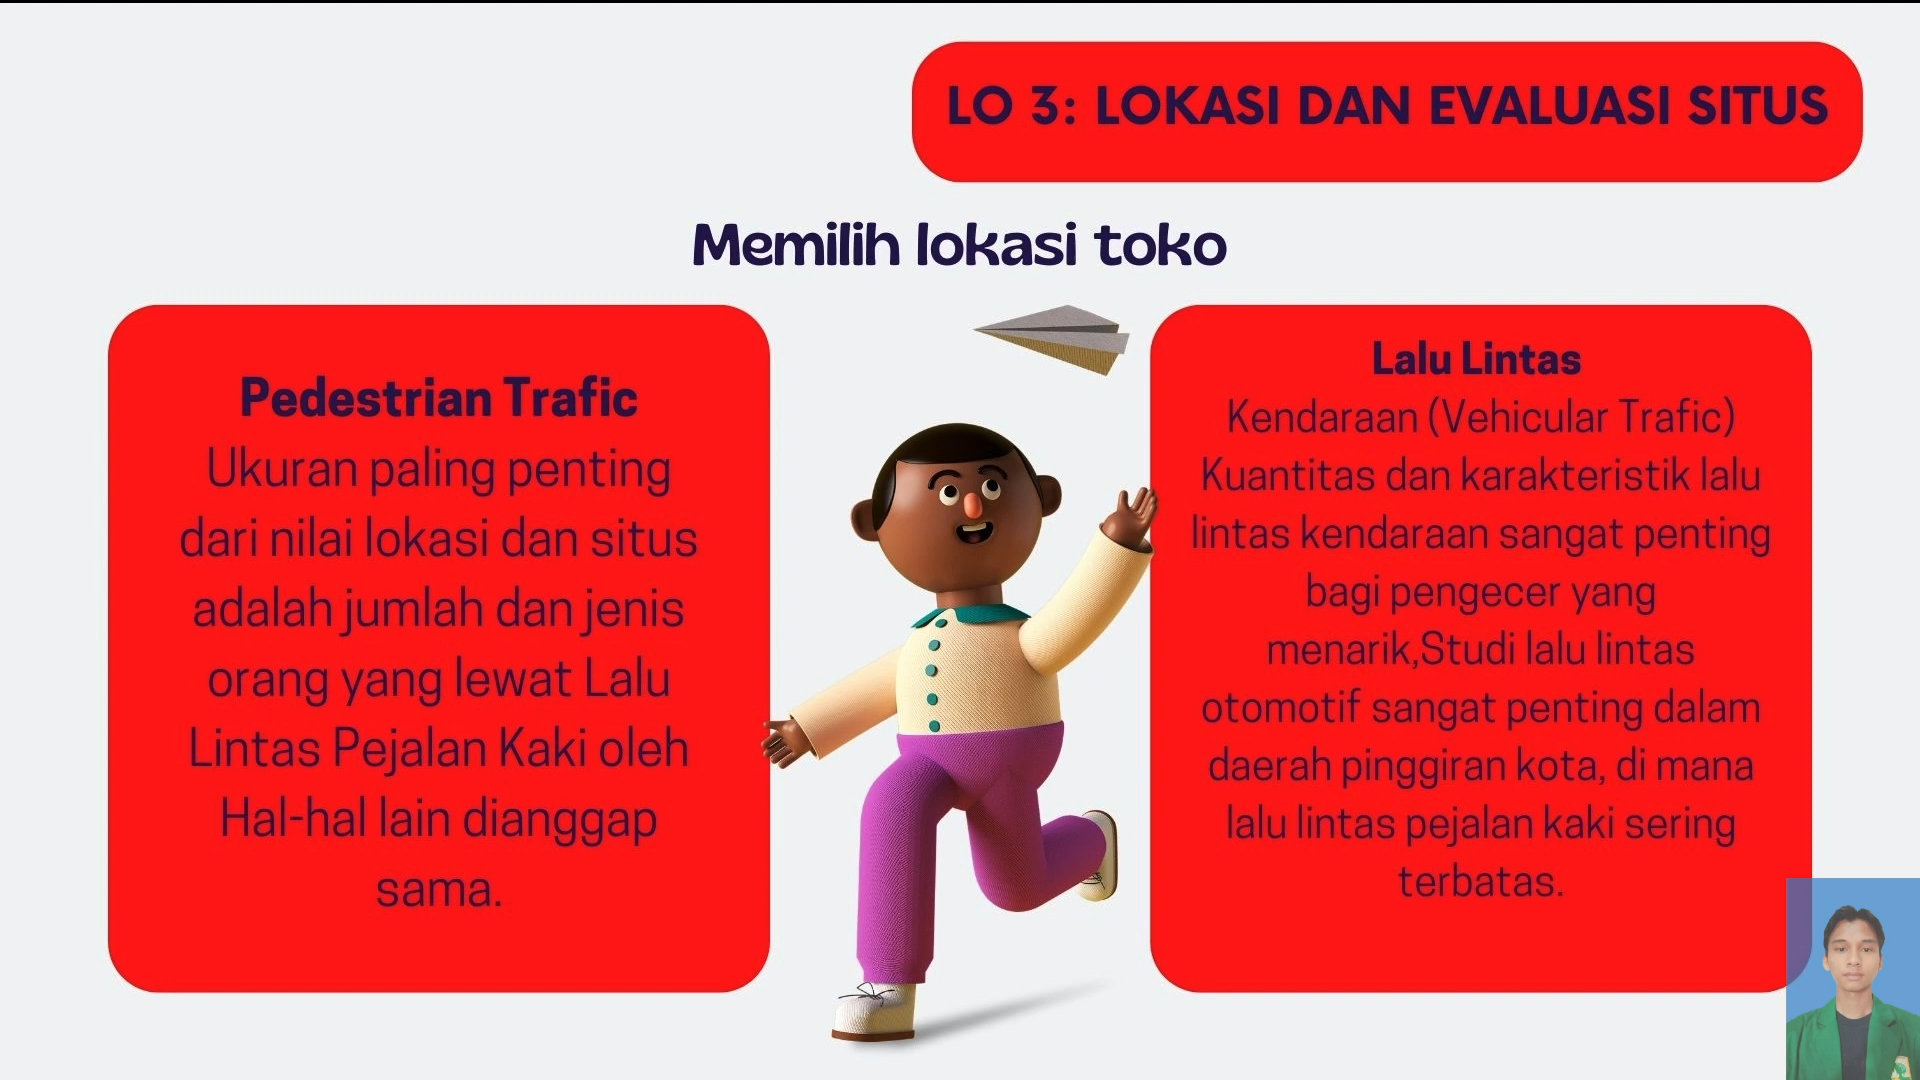 LO 3: LOKASI DAN EVALUASI SITUS
Memilih lokasi toko
Pedestrian Trafic
Ukuran paling penting
dari nilai lokasi dan situs
adalah jumlah dan jenis
orang yang lewat Lalu
Lintas Pejalan Kaki oleh
Hal-hal lain dianggap
sama.
Lalu Lintas
Kendaraan (Vehicular Trafic)
Kuantitas dan karakteristik lalu
lintas kendaraan sangat penting
bagi pengecer yang
menarik,Studi lalu lintas
otomotif sangat penting dalam
daerah pinggiran kota, di mana
lalu lintas pejalan kaki sering
terbatas.